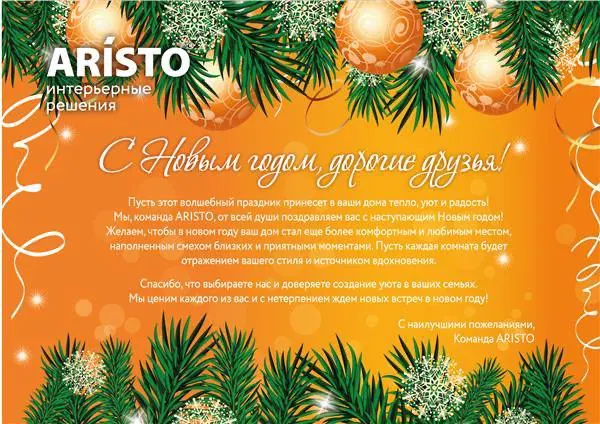 ARISTO
интерьерные
решения
С Новым годом, дорогие друзья!
Пусть этот волшебный праздник принесет в ваши дома тепло, уют и радость!
Мы, команда ARISTO, от всей души поздравляем вас с наступающим Новым годом!
Желаем, чтобы в новом году ваш дом стал еще более комфортным и любимым местом,
наполненным смехом близких и приятными моментами. Пусть каждая комната будет
отражением вашего стиля и источником вдохновения.
Спасибо, что выбираете нас и доверяете создание уюта в ваших семьях.
Мы ценим каждого из вас и с нетерпением ждем новых встреч в новом году!
С наилучшими пожеланиями,
Команда ARISTO